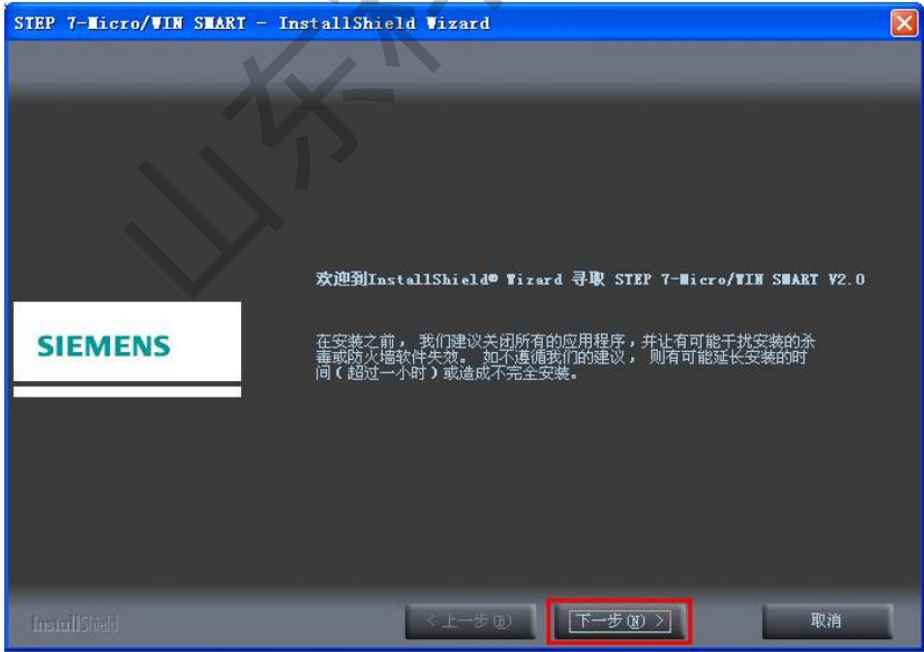 STEP 7-Micro/WIN SMART - InstallShield Wizard
山东
欢迎到InstallShield® Wizard 寻取 STEP 7-Micro/WIN SMART V2.0
SIEMENS
在安装之前，我们建议关闭所有的应用程序，并让有可能干扰安装的杀
毒或防火墙软件失效。 如不遵循我们的建议， 则有可能延长安装的时
间（超过一小时）或造成不完全安装。
InstallShield
< 上一步(B)
下一步(N) >
取消